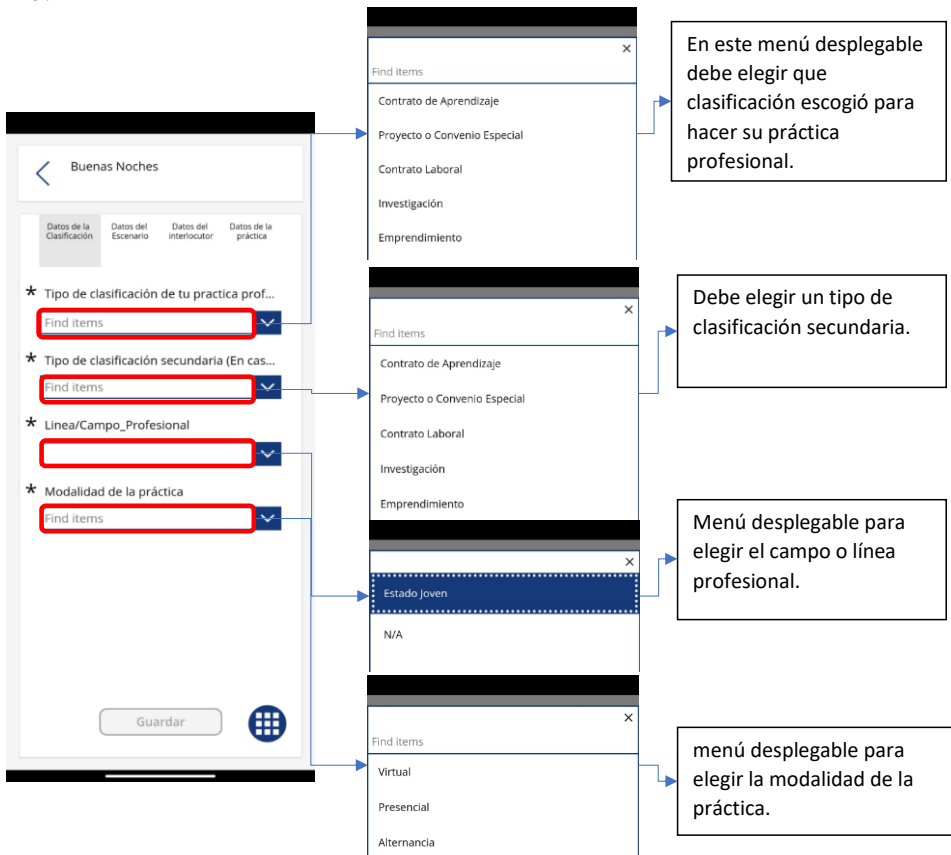 Buenas Noches
Datos de la
Clasificación
Datos del
Escenario
Datos del
interlocutor
Datos de la
práctica
* Tipo de clasificación de tu practica prof...
Find items
* Tipo de clasificación secundaria (En cas...
Find items
* Linea/Campo_Profesional
* Modalidad de la práctica
Find items
Guardar
×
Find items
Contrato de Aprendizaje
Proyecto o Convenio Especial
Contrato Laboral
Investigación
Emprendimiento
En este menú desplegable
debe elegir que
clasificación escogió para
hacer su práctica
profesional.
×
Find items
Contrato de Aprendizaje
Proyecto o Convenio Especial
Contrato Laboral
Investigación
Emprendimiento
Debe elegir un tipo de
clasificación secundaria.
×
Estado Joven
N/A
Menú desplegable para
elegir el campo o línea
profesional.
×
Find items
Virtual
Presencial
Alternancia
menú desplegable para
elegir la modalidad de la
práctica.